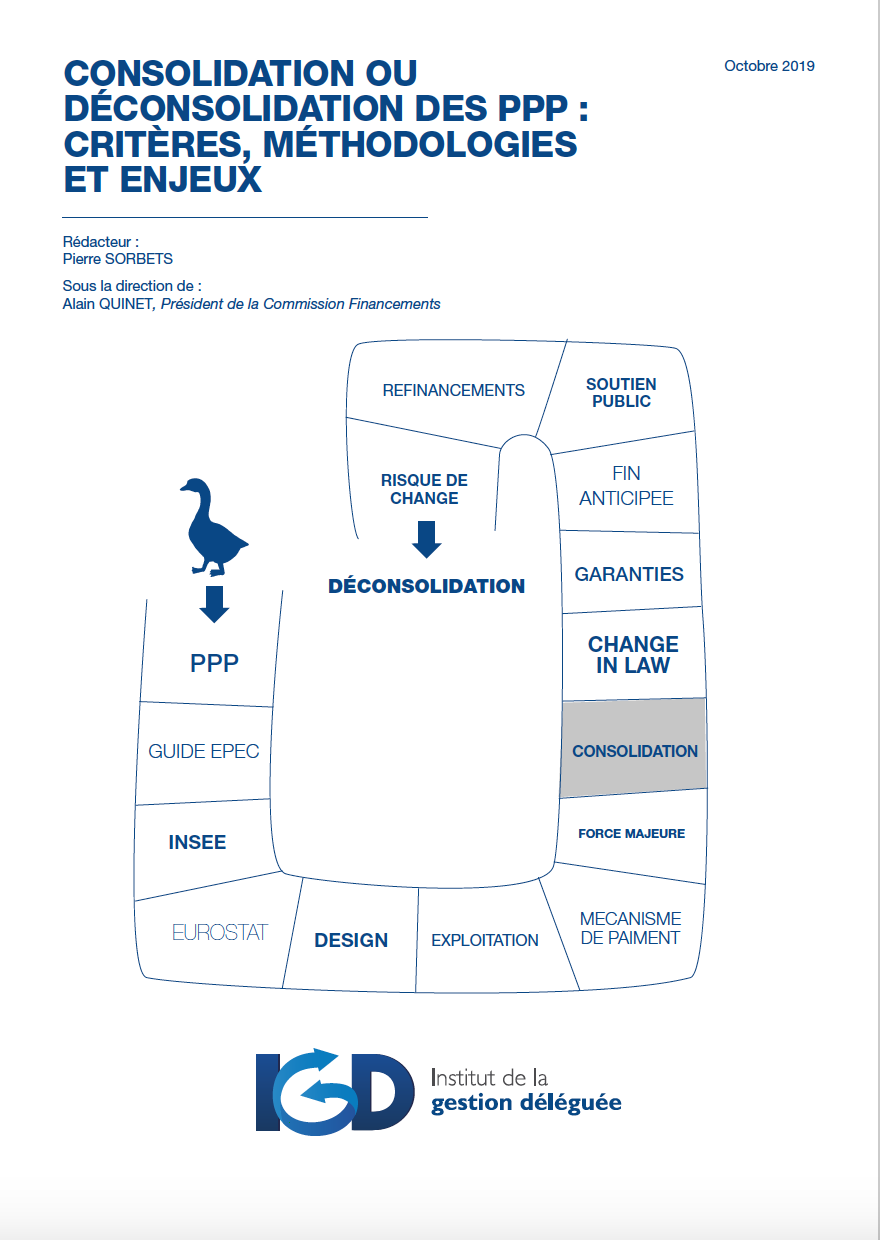 CONSOLIDATION OU
DÉCONSOLIDATION DES PPP :
CRITÈRES, MÉTHODOLOGIES
ET ENJEUX
Octobre 2019
Rédacteur :
Pierre SORBETS
Sous la direction de :
Alain QUINET, Président de la Commission Financements
REFINANCEMENTS
SOUTIEN
PUBLIC
RISQUE DE
CHANGE
FIN
ANTICIPEE
DÉCONSOLIDATION
GARANTIES
CHANGE
IN LAW
PPP
GUIDE EPEC
CONSOLIDATION
INSEE
FORCE MAJEURE
EUROSTAT
DESIGN
EXPLOITATION
MECANISME
DE PAIMENT
IGD
Institut de la
gestion déléguée